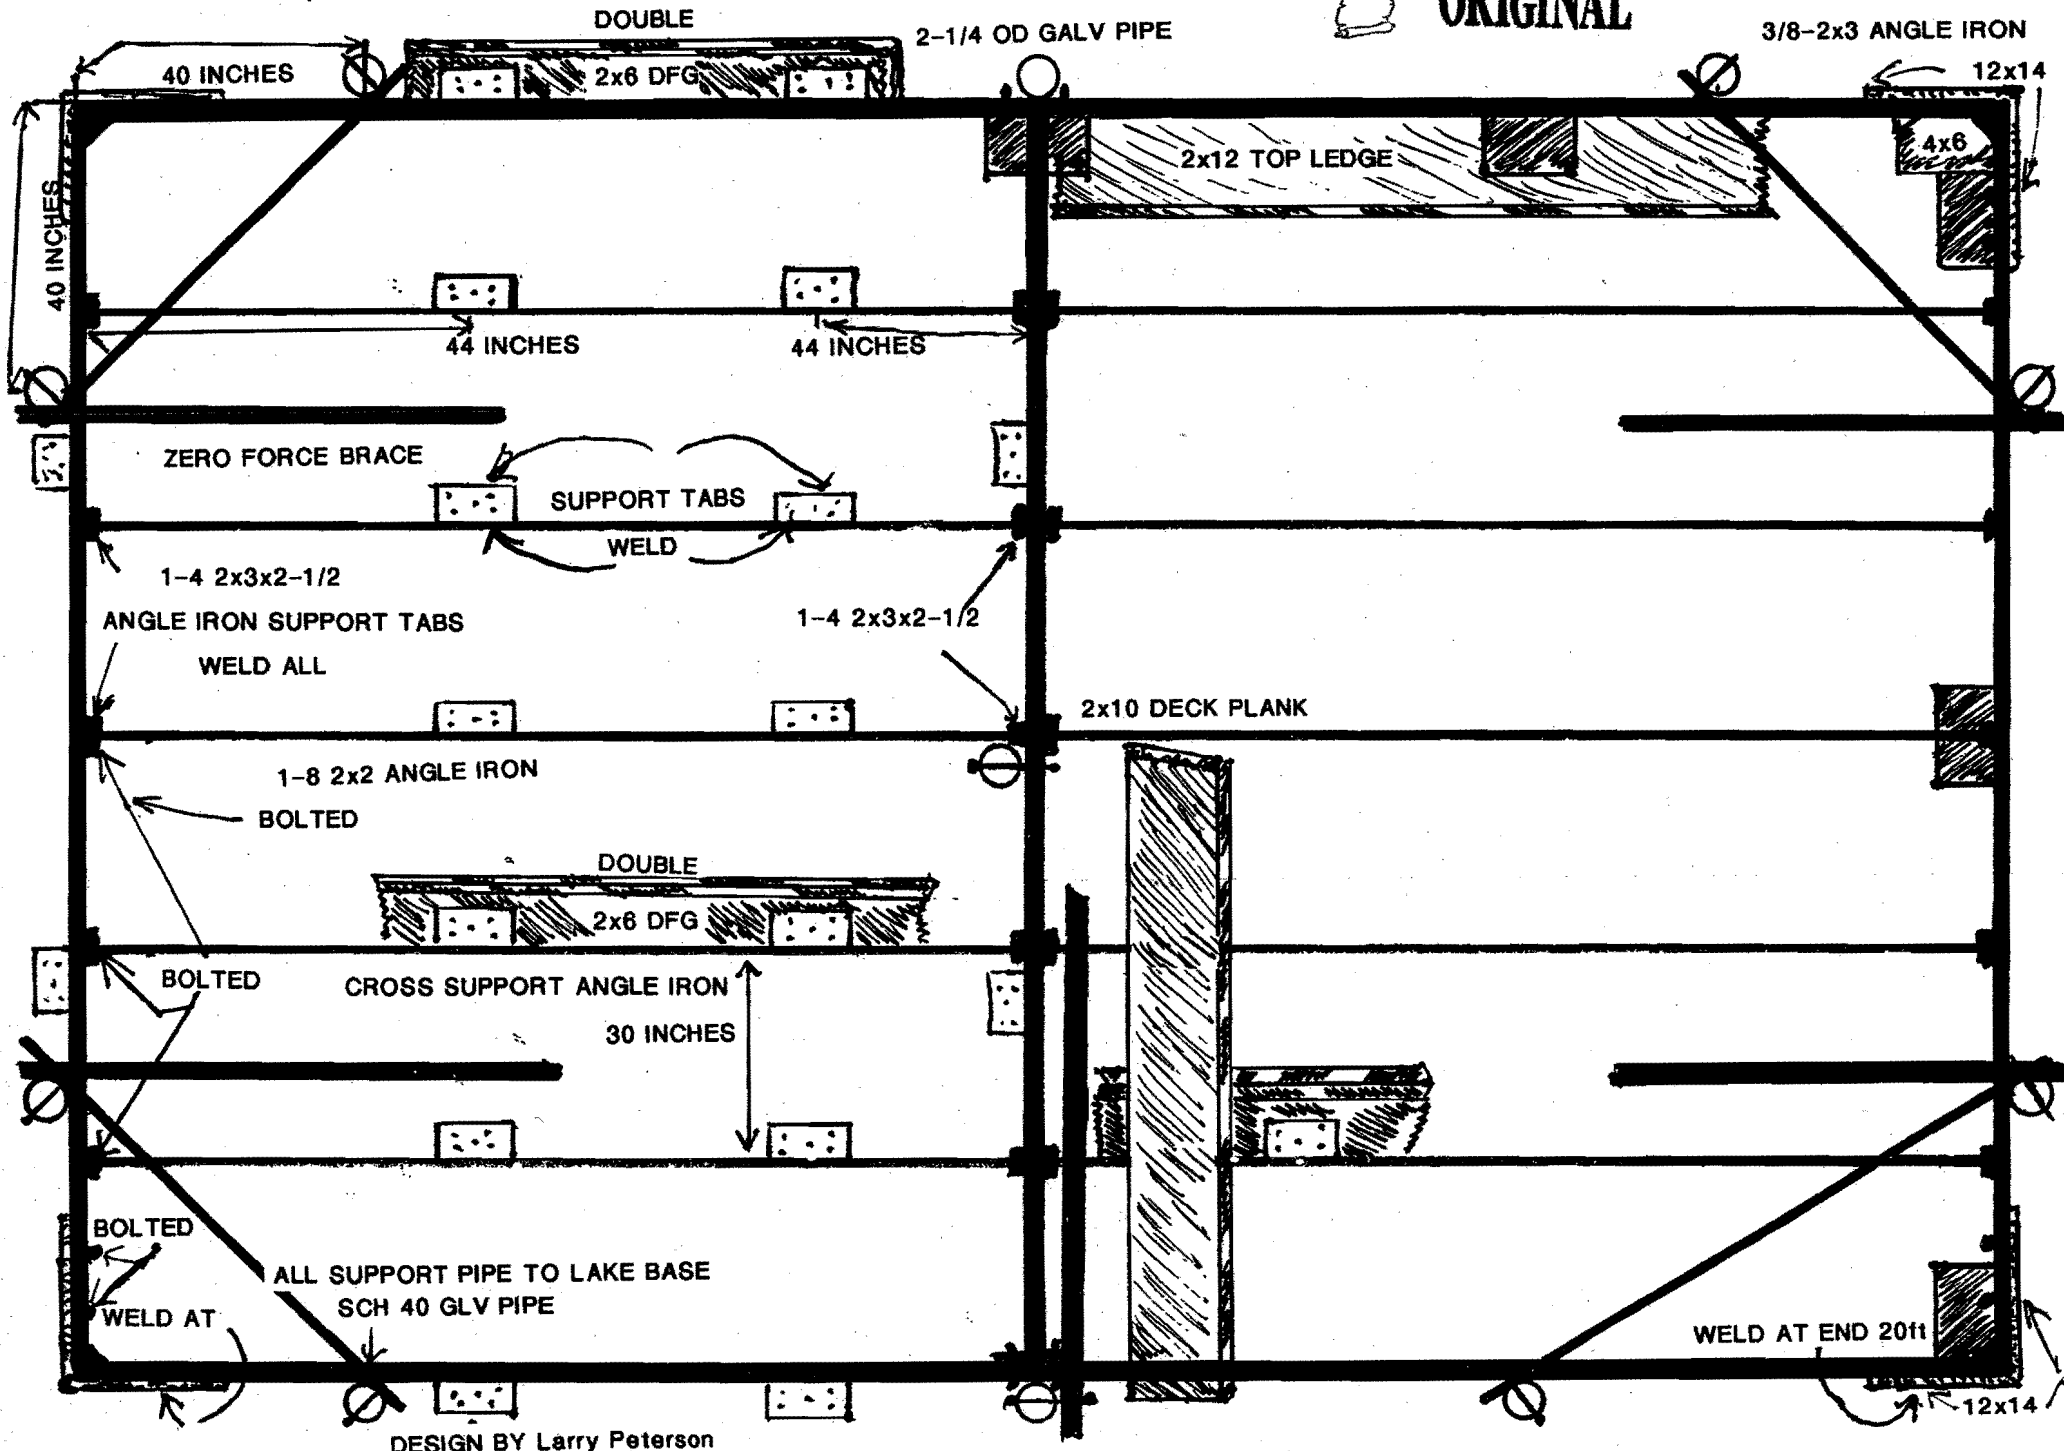 DOUBLE
2-1/4 OD GALV PIPE
ORIGINAL
3/8-2x3 ANGLE IRON
40 INCHES
2x6 DFG
12x14
2x12 TOP LEDGE
4x6
40 INCHES
44 INCHES
44 INCHES
ZERO FORCE BRACE
SUPPORT TABS
WELD
1-4 2x3x2-1/2
ANGLE IRON SUPPORT TABS
WELD ALL
1-4 2x3x2-1/2
2x10 DECK PLANK
1-8 2x2 ANGLE IRON
BOLTED
DOUBLE
2x6 DFG
BOLTED
CROSS SUPPORT ANGLE IRON
30 INCHES
BOLTED
ALL SUPPORT PIPE TO LAKE BASE
SCH 40 GLV PIPE
WELD AT
WELD AT END 20ft
12x14
DESIGN BY Larry Peterson